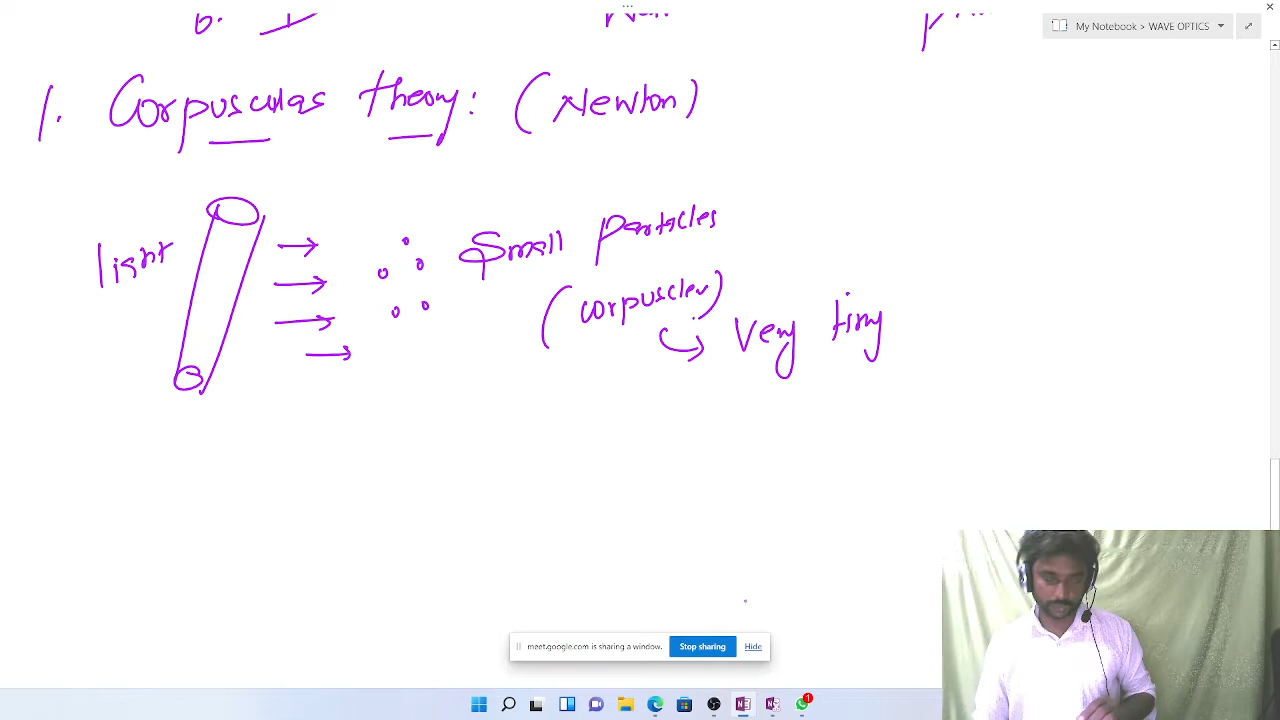 My Notebook > WAVE OPTICS
1. Corpuscular theory: (Newton)
light
Small particles
(corpuscles)
Very tiny
meet.google.com is sharing a window.
Stop sharing
Hide
1